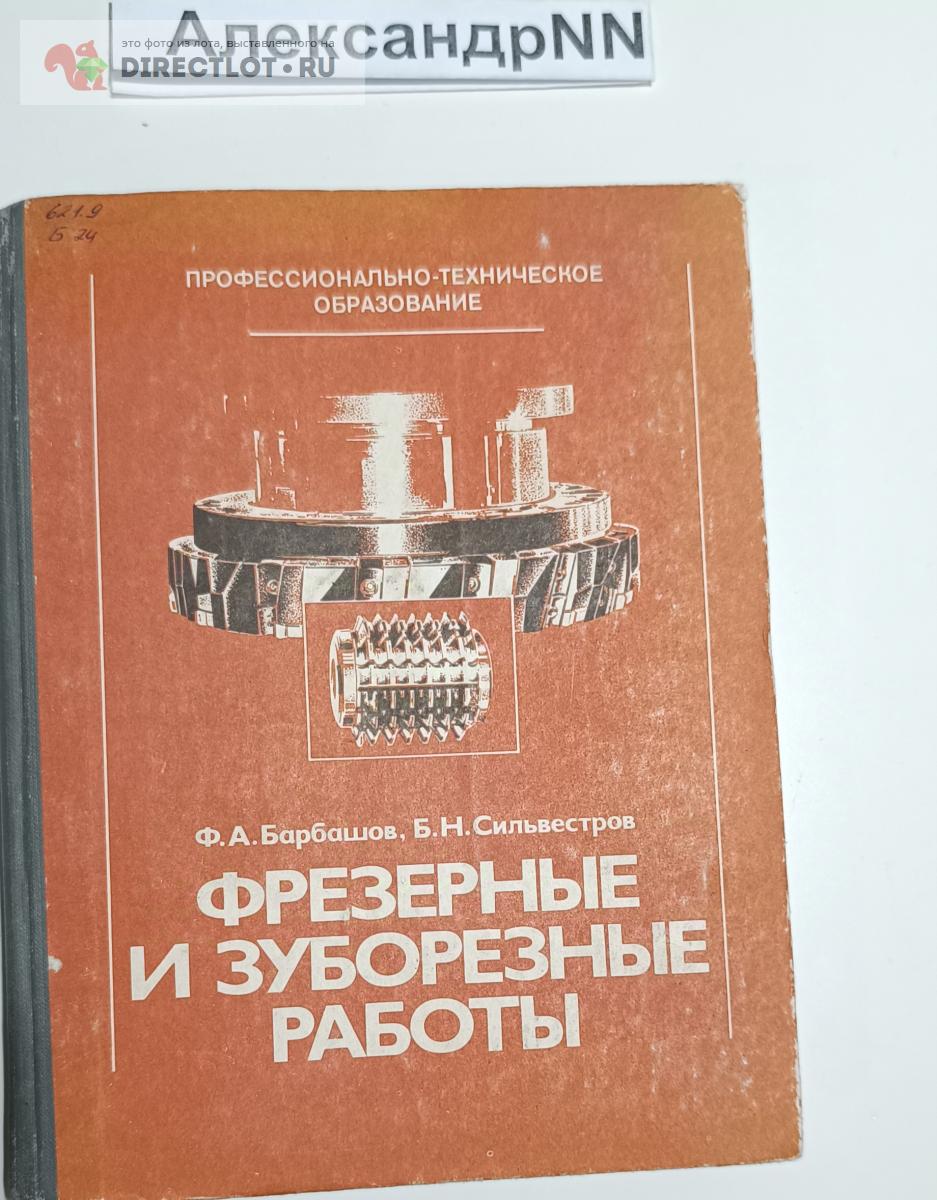 АлександрNN
это фото из лота, выставленного на
DIRECTLOT.RU
621.9
Б 24
ПРОФЕССИОНАЛЬНО-ТЕХНИЧЕСКОЕ
ОБРАЗОВАНИЕ
Ф.А.Барбашов, Б.Н.Сильвестров
ФРЕЗЕРНЫЕ
И ЗУБОРЕЗНЫЕ
РАБОТЫ